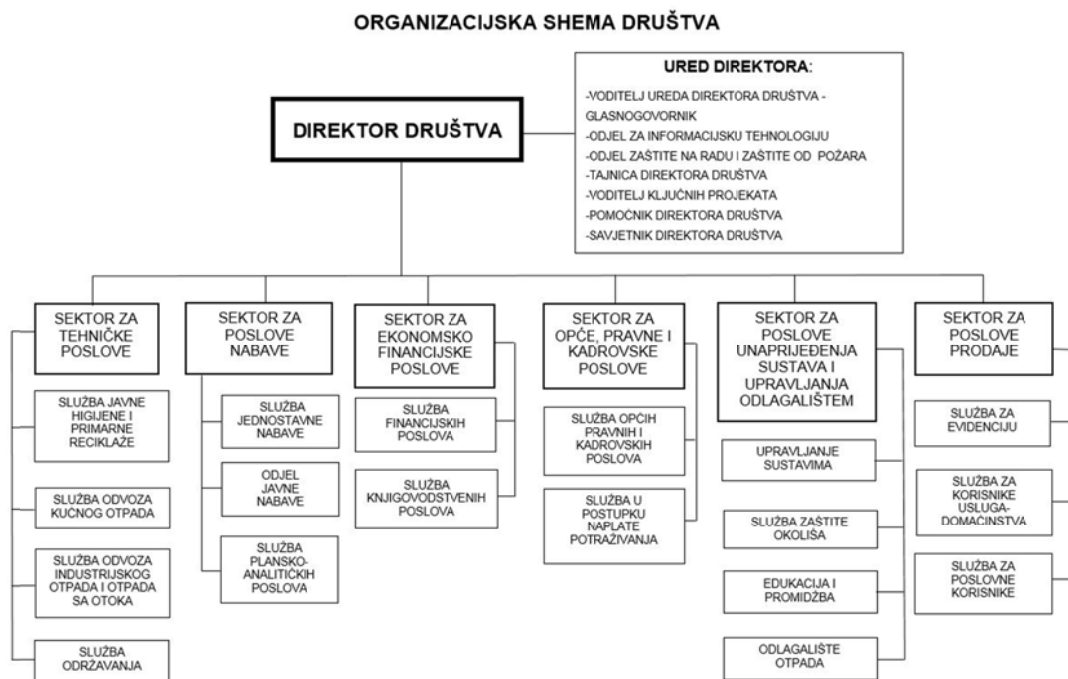 ORGANIZACIJSKA SHEMA DRUŠTVA
URED DIREKTORA:
-VODITELJ UREDA DIREKTORA DRUŠTVA -
GLASNOGOVORNIK
-ODJEL ZA INFORMACIJSKU TEHNOLOGIJU
-ODJEL ZAŠTITE NA RADU I ZAŠTITE OD POŽARA
-TAJNICA DIREKTORA DRUŠTVA
-VODITELJ KLJUČNIH PROJEKATA
-POMOĆNIK DIREKTORA DRUŠTVA
-SAVJETNIK DIREKTORA DRUŠTVA
DIREKTOR DRUŠTVA
SEKTOR ZA
TEHNIČKE
POSLOVE
SLUŽBA JAVNE
HIGIJENE I
PRIMARNE
RECIKLAŽE
SLUŽBA ODVOZA
KUĆNOG OTPADA
SLUŽBA ODVOZA
INDUSTRIJSKOG
OTPADA I OTPADA
SA OTOKA
SLUŽBA
ODRŽAVANJA
SEKTOR ZA
POSLOVE
NABAVE
SLUŽBA
JEDNOSTAVNE
NABAVE
ODJEL
JAVNE
NABAVE
SLUŽBA
PLANSKO-
ANALITIČKIH
POSLOVA
SEKTOR ZA
EKONOMSKO
FINANCIJSKE
POSLOVE
SLUŽBA
FINANCIJSKIH
POSLOVA
SLUŽBA
KNJIGOVODSTVENIH
POSLOVA
SEKTOR ZA
OPĆE, PRAVNE I
KADROVSKE
POSLOVE
SLUŽBA OPĆIH
PRAVNIH I
KADROVSKIH
POSLOVA
SLUŽBA U
POSTUPKU
NAPLATE
POTRAŽIVANJA
SEKTOR ZA
POSLOVE
UNAPRIJEĐENJA
SUSTAVA I
UPRAVLJANJA
ODLAGALIŠTEM
UPRAVLJANJE
SUSTAVIMA
SLUŽBA ZAŠTITE
OKOLIŠA
EDUKACIJA I
PROMIDŽBA
ODLAGALIŠTE
OTPADA
SEKTOR ZA
POSLOVE
PRODAJE
SLUŽBA ZA
EVIDENCIJU
SLUŽBA ZA
KORISNIKE
USLUGA-
DOMAĆINSTVA
SLUŽBA ZA
POSLOVNE
KORISNIKE